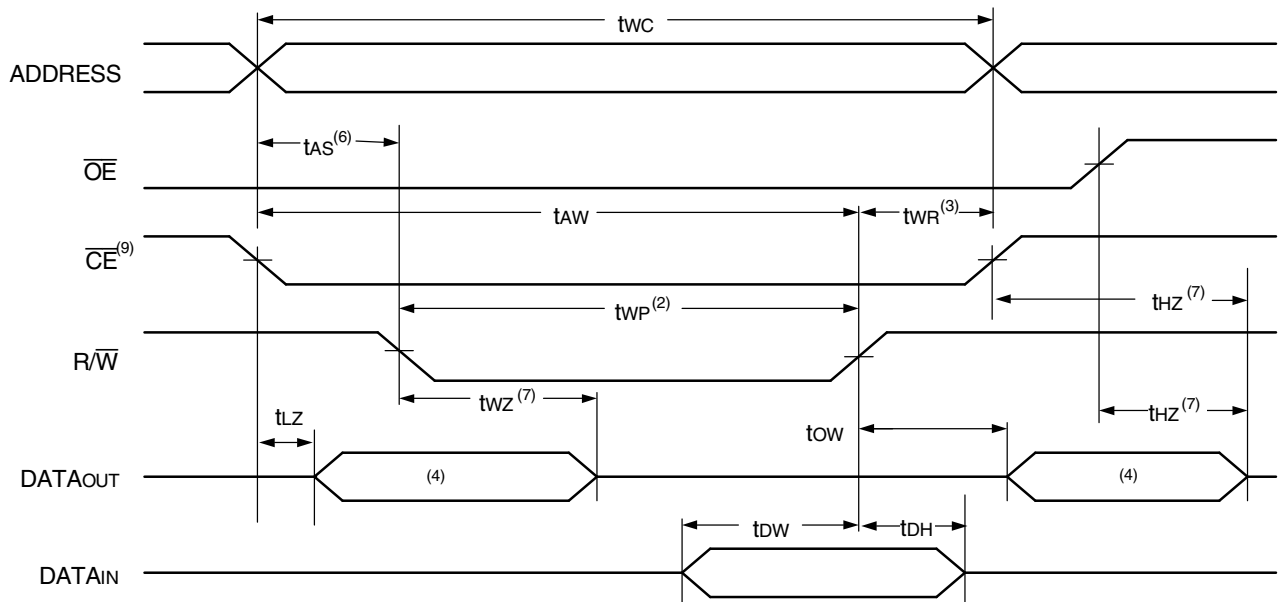 tWC
ADDRESS
tAS(6)
OE
tAW
tWR(3)
CE(9)
tWP(2)
tHZ(7)
R/W
tWZ(7)
tLZ
tOW
tHZ(7)
DATAOUT
(4)
(4)
tDW
tDH
DATAIN